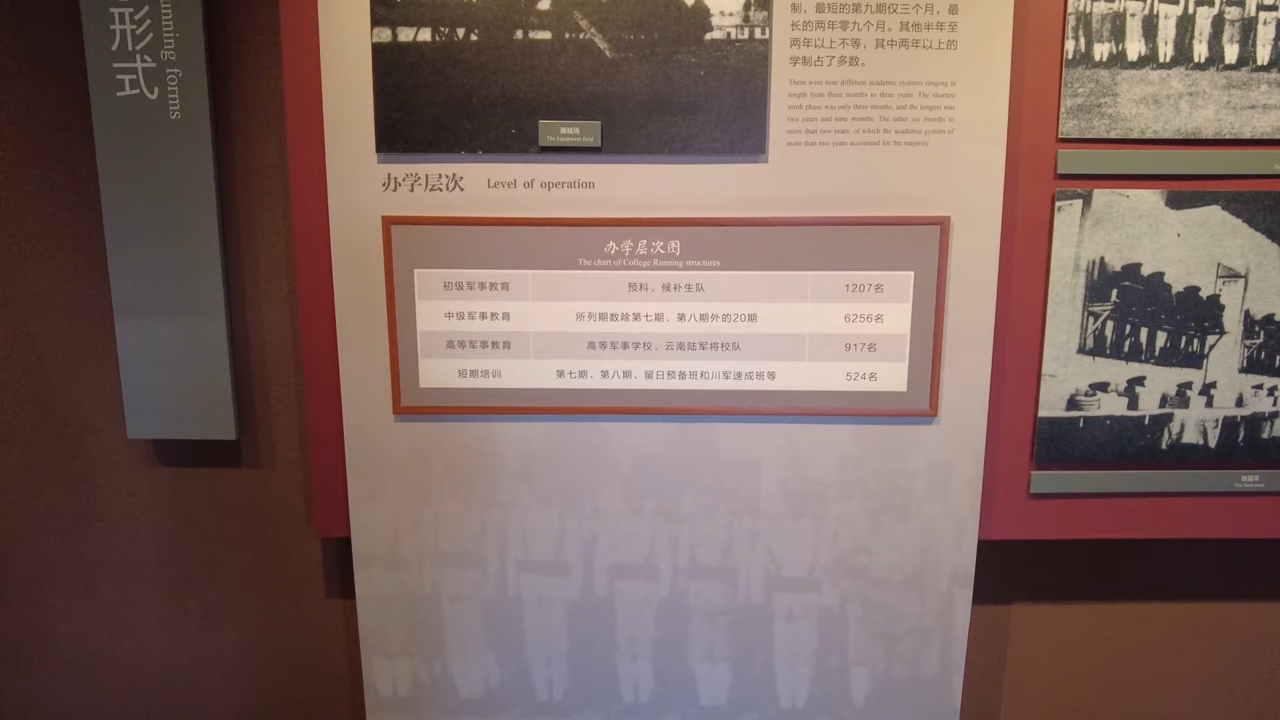 形式
unning forms
制，最短的第九期仅三个月，最
长的两年零九个月。其他半年至
两年以上不等，其中两年以上的
学制占了多数。
There were nine different academic systems ranging in
length from three months to three years. The shortest
ninth phase was only three months, and the longest was
two years and nine months. The other six months to
more than two years, of which the academic system of
more than two years accounted for the majority
器械场
The Equipment field
办学层次 Level of operation
办学层次图
The chart of College Running structures
初级军事教育 预科、候补生队 1207名
中级军事教育 所列期数除第七期、第八期外的20期 6256名
高等军事教育 高等军事学校、云南陆军将校队 917名
短期培训 第七期、第八期、留日预备班和川军速成班等 524名